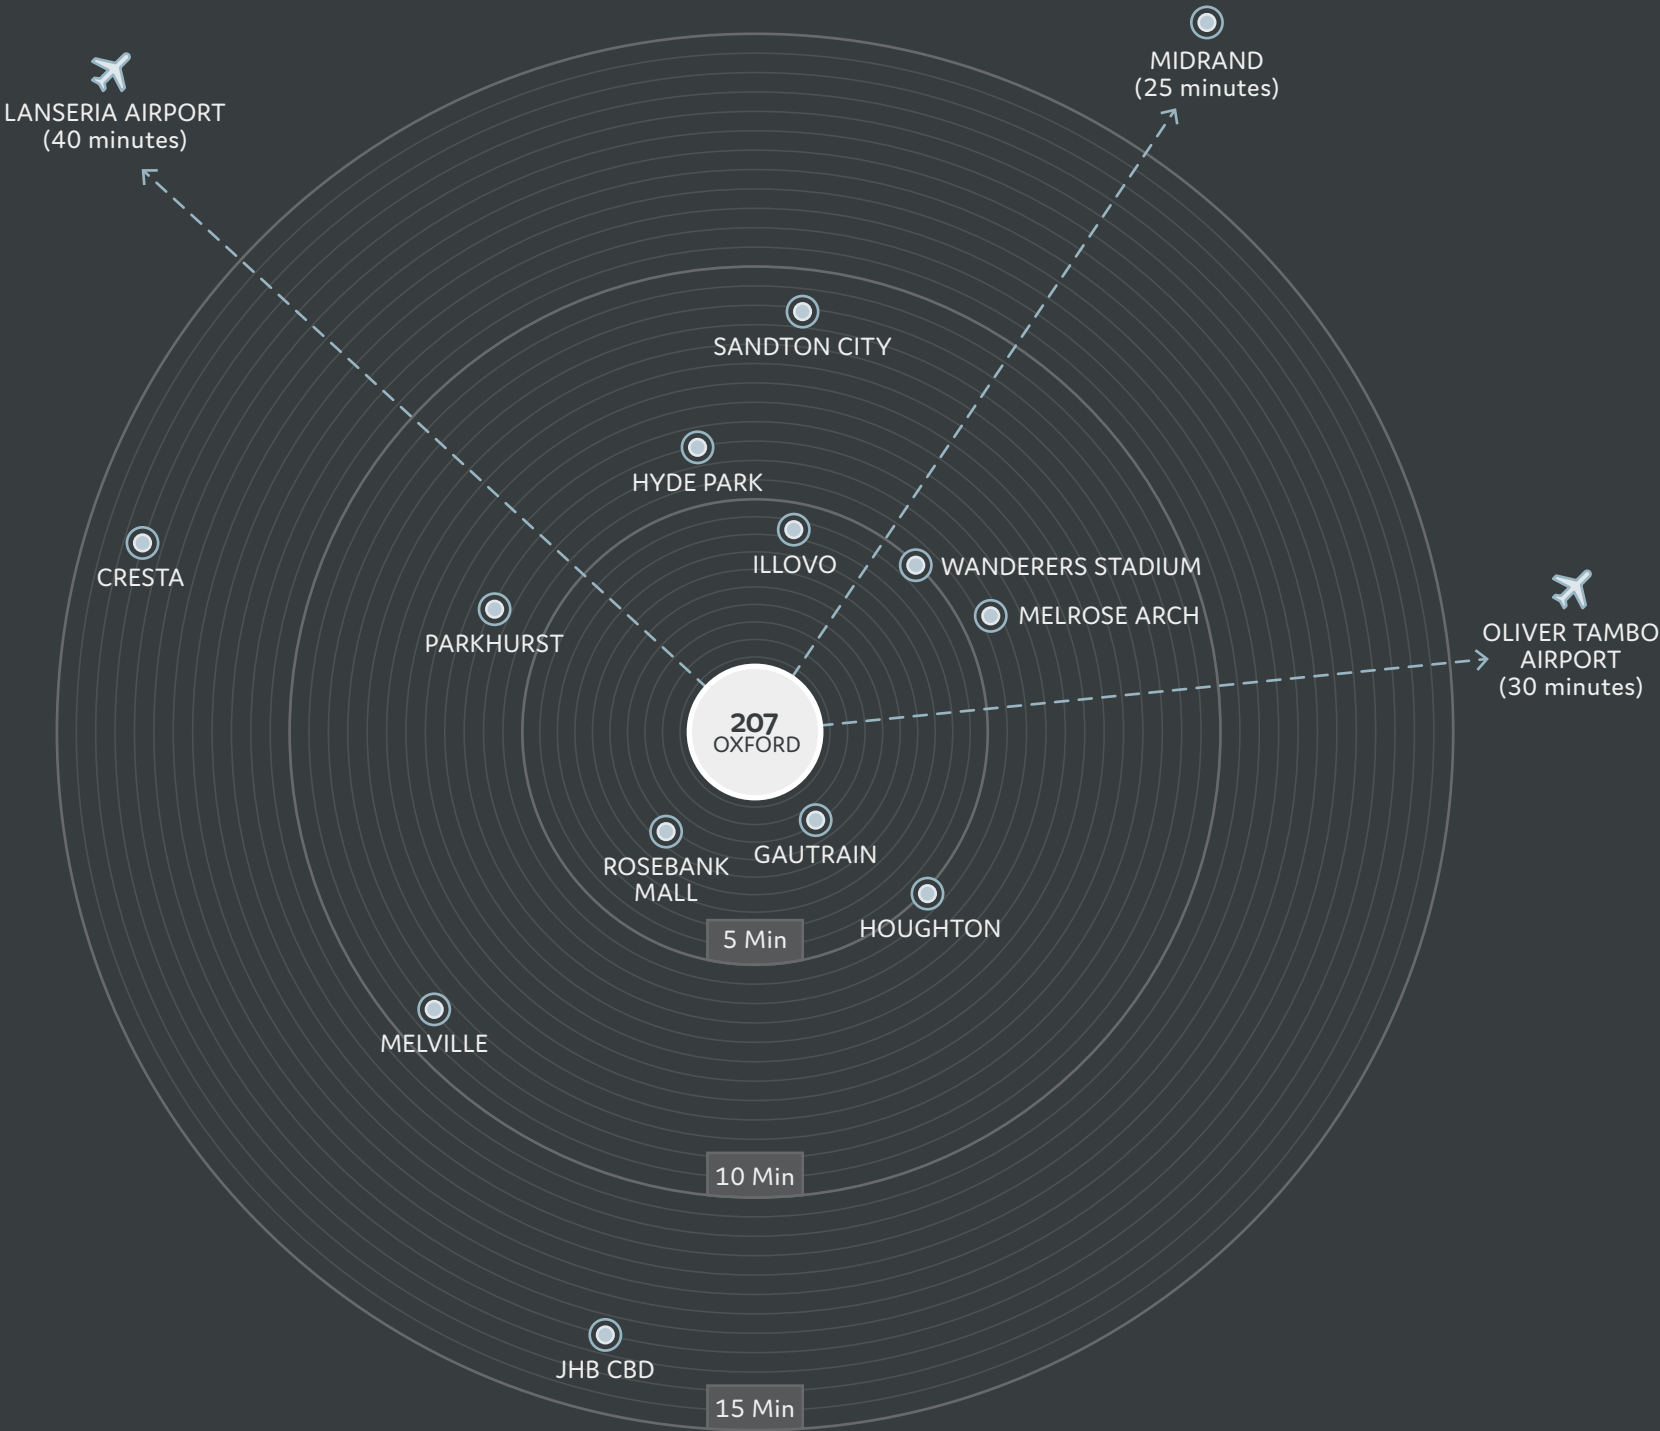 MIDRAND
(25 minutes)
LANSERIA AIRPORT
(40 minutes)
SANDTON CITY
HYDE PARK
ILLOVO
WANDERERS STADIUM
CRESTA
MELROSE ARCH
PARKHURST
OLIVER TAMBO
AIRPORT
(30 minutes)
207
OXFORD
GAUTRAIN
ROSEBANK
MALL
HOUGHTON
5 Min
MELVILLE
10 Min
JHB CBD
15 Min